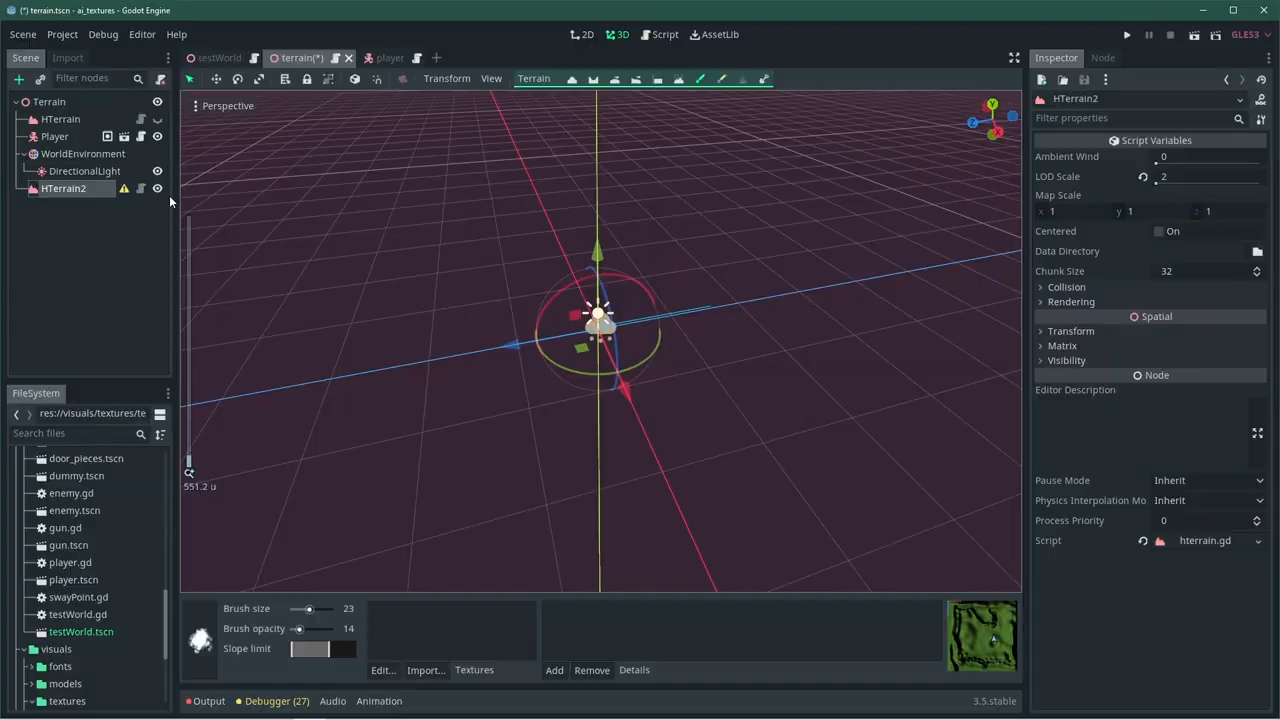 (*) terrain.tscn - ai_textures - Godot Engine
Scene Project Debug Editor Help
2D 3D Script AssetLib
GLES3
Scene Import
testWorld terrain(*) player
Inspector Node
Filter nodes
Transform View Terrain
Perspective
Y
Terrain
HTerrain
Player
WorldEnvironment
DirectionalLight
HTerrain2
551.2 u
FileSystem
res://visuals/textures/te
Search files
door_pieces.tscn
dummy.tscn
enemy.gd
enemy.tscn
gun.gd
gun.tscn
player.gd
player.tscn
swayPoint.gd
testWorld.gd
testWorld.tscn
visuals
fonts
models
textures
Brush size 23
Brush opacity 14
Slope limit
Edit... Import... Textures
Add Remove Details
Output Debugger (27) Audio Animation
3.5.stable
HTerrain2
Filter properties
Script Variables
Ambient Wind 0
LOD Scale 2
Map Scale
x 1 y 1 z 1
Centered On
Data Directory
Chunk Size 32
Collision
Rendering
Spatial
Transform
Matrix
Visibility
Node
Editor Description
Pause Mode Inherit
Physics Interpolation Mo Inherit
Process Priority 0
Script hterrain.gd